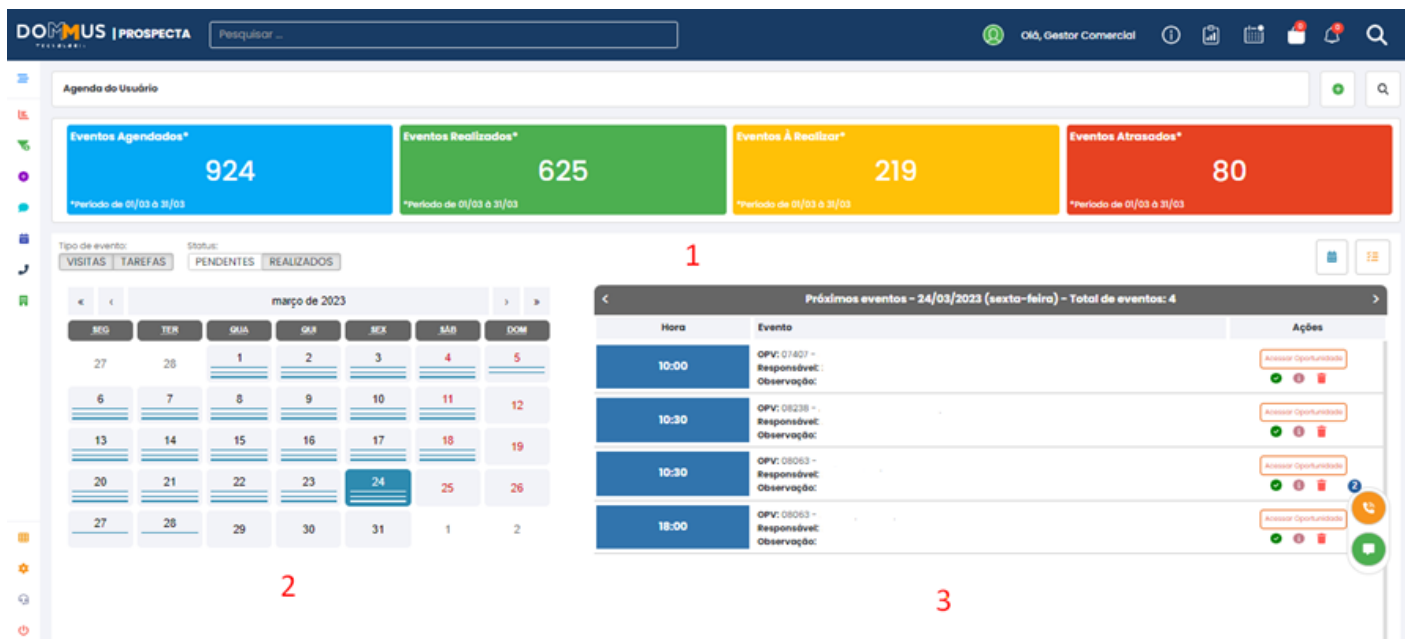 DOMMUS | PROSPECTA
TECNOLOGIA
Pesquisar ...
Olá, Gestor Comercial
Agenda do Usuário
Eventos Agendados*
924
*Período de 01/03 à 31/03
Eventos Realizados*
625
*Período de 01/03 à 31/03
Eventos À Realizar*
219
*Período de 01/03 à 31/03
Eventos Atrasados*
80
*Período de 01/03 à 31/03
Tipo de evento: Status:
VISITAS TAREFAS PENDENTES REALIZADOS
1
« ‹ março de 2023 › »
SEG TER QUA QUI SEX SÁB DOM
27 28 1 2 3 4 5
6 7 8 9 10 11 12
13 14 15 16 17 18 19
20 21 22 23 24 25 26
27 28 29 30 31 1 2
2
Próximos eventos - 24/03/2023 (sexta-feira) - Total de eventos: 4
Hora Evento Ações
10:00
OPV: 07407 -
Responsável:
Observação:
Acessar Oportunidade
10:30
OPV: 08238 -
Responsável:
Observação:
Acessar Oportunidade
10:30
OPV: 08063 -
Responsável:
Observação:
Acessar Oportunidade
18:00
OPV: 08063 -
Responsável:
Observação:
Acessar Oportunidade
2
3